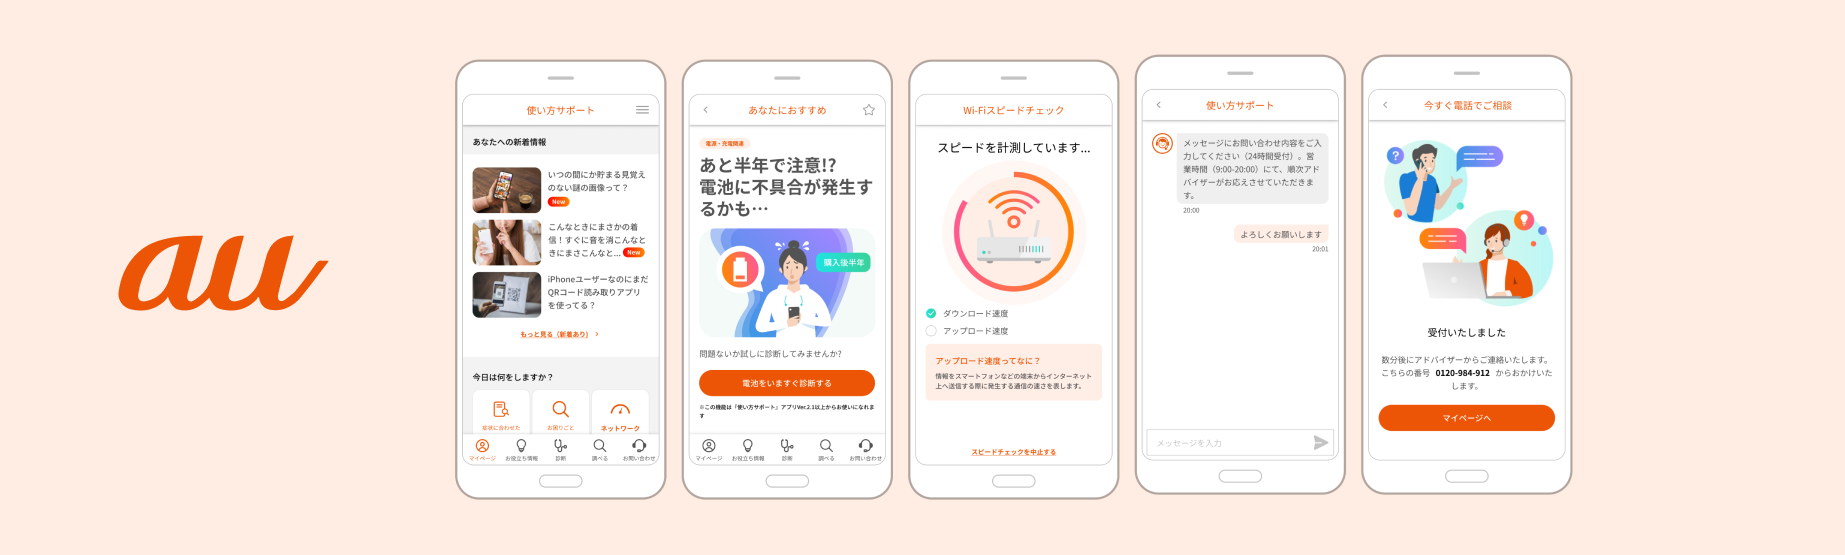 au
使い方サポート
あなたへの新着情報
いつの間にか貯まる見覚え
のない謎の画像って？
New
こんなときにまさかの着
信！すぐに音を消こんなと
きにまさこんなと... New
iPhoneユーザーなのにまだ
QRコード読み取りアプリ
を使ってる？
もっと見る（新着あり）
今日は何をしますか？
症状に合わせた
お困りごと
ネットワーク
マイページ
お役立ち情報
診断
調べる
お問い合わせ
あなたにおすすめ
電源・充電関連
あと半年で注意!?
電池に不具合が発生す
るかも…
購入後半年
問題ないか試しに診断してみませんか？
電池をいますぐ診断する
※この機能は『使い方サポート』アプリVer.2.1以上からお使いになれま
す
マイページ
お役立ち情報
診断
調べる
お問い合わせ
Wi-Fiスピードチェック
スピードを計測しています...
ダウンロード速度
アップロード速度
アップロード速度ってなに？
情報をスマートフォンなどの端末からインターネット
上へ送信する際に発生する通信の速さを表します。
スピードチェックを中止する
使い方サポート
メッセージにお問い合わせ内容をご入
力してください（24時間受付）。営
業時間（9:00-20:00）にて、順次アド
バイザーがお応えさせていただきま
す。
20:00
よろしくお願いします
20:01
メッセージを入力
今すぐ電話でご相談
?
受付いたしました
数分後にアドバイザーからご連絡いたします。
こちらの番号 0120-984-912 からおかけいた
します。
マイページへ